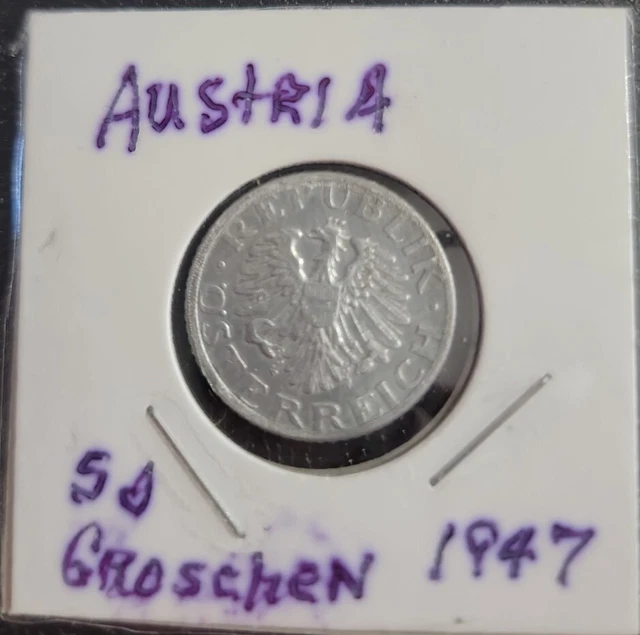 AUStRIA
· REPUBLIK · ÖSTERREICH
50
GROSCHEN 1947